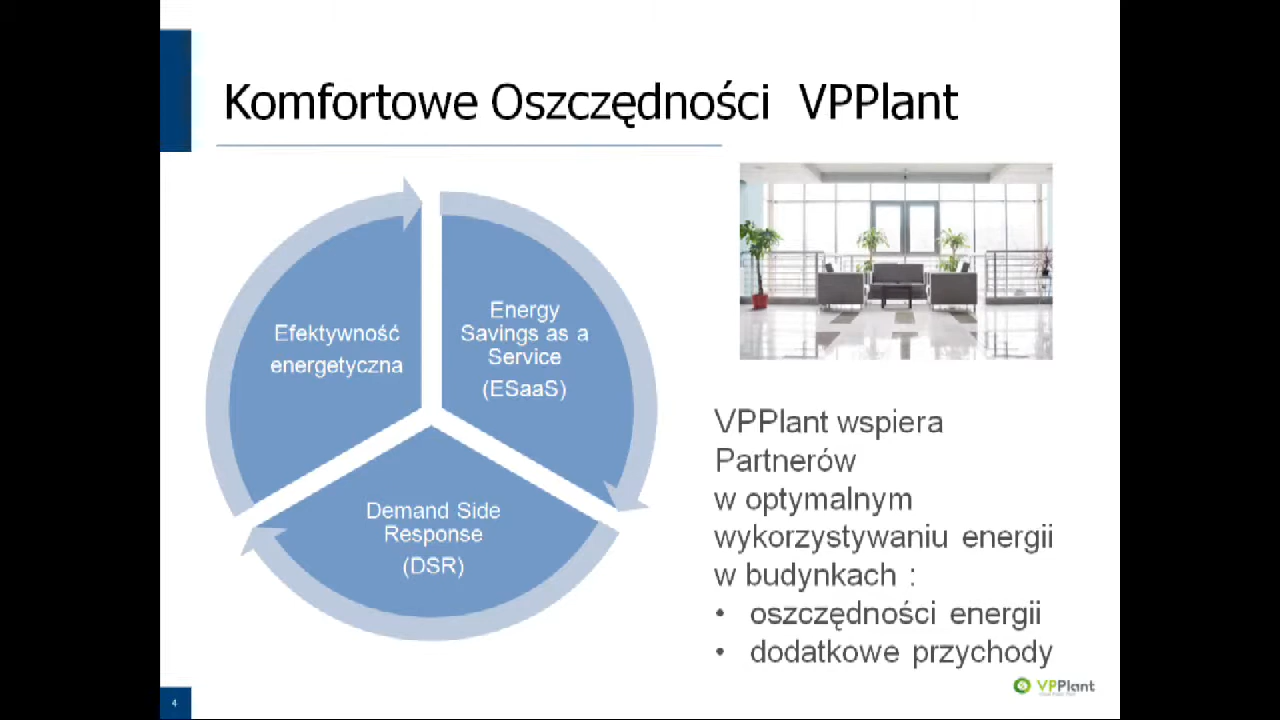 Komfortowe Oszczędności VPPlant
Efektywność
energetyczna
Energy
Savings as a
Service
(ESaaS)
Demand Side
Response
(DSR)
VPPlant wspiera
Partnerów
w optymalnym
wykorzystywaniu energii
w budynkach :
• oszczędności energii
• dodatkowe przychody
4
VPPlant